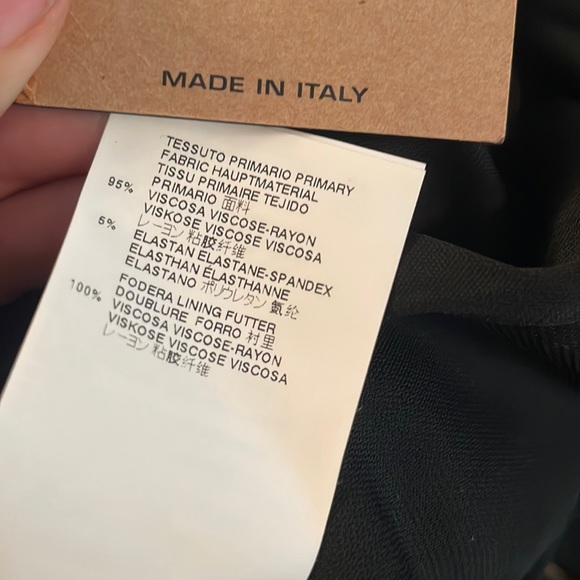 MADE IN ITALY
TESSUTO PRIMARIO PRIMARY
FABRIC HAUPTMATERIAL
TISSU PRIMAIRE TEJIDO
PRIMARIO 面料
95% VISCOSA VISCOSE-RAYON
VISKOSE VISCOSE VISCOSA
レーヨン 粘胶纤维
5% ELASTAN ELASTANE-SPANDEX
ELASTHAN ÉLASTHANNE
ELASTANO ポリウレタン 氨纶
FODERA LINING FUTTER
DOUBLURE FORRO 村里
100% VISCOSA VISCOSE-RAYON
VISKOSE VISCOSE VISCOSA
レーヨン 粘胶纤维